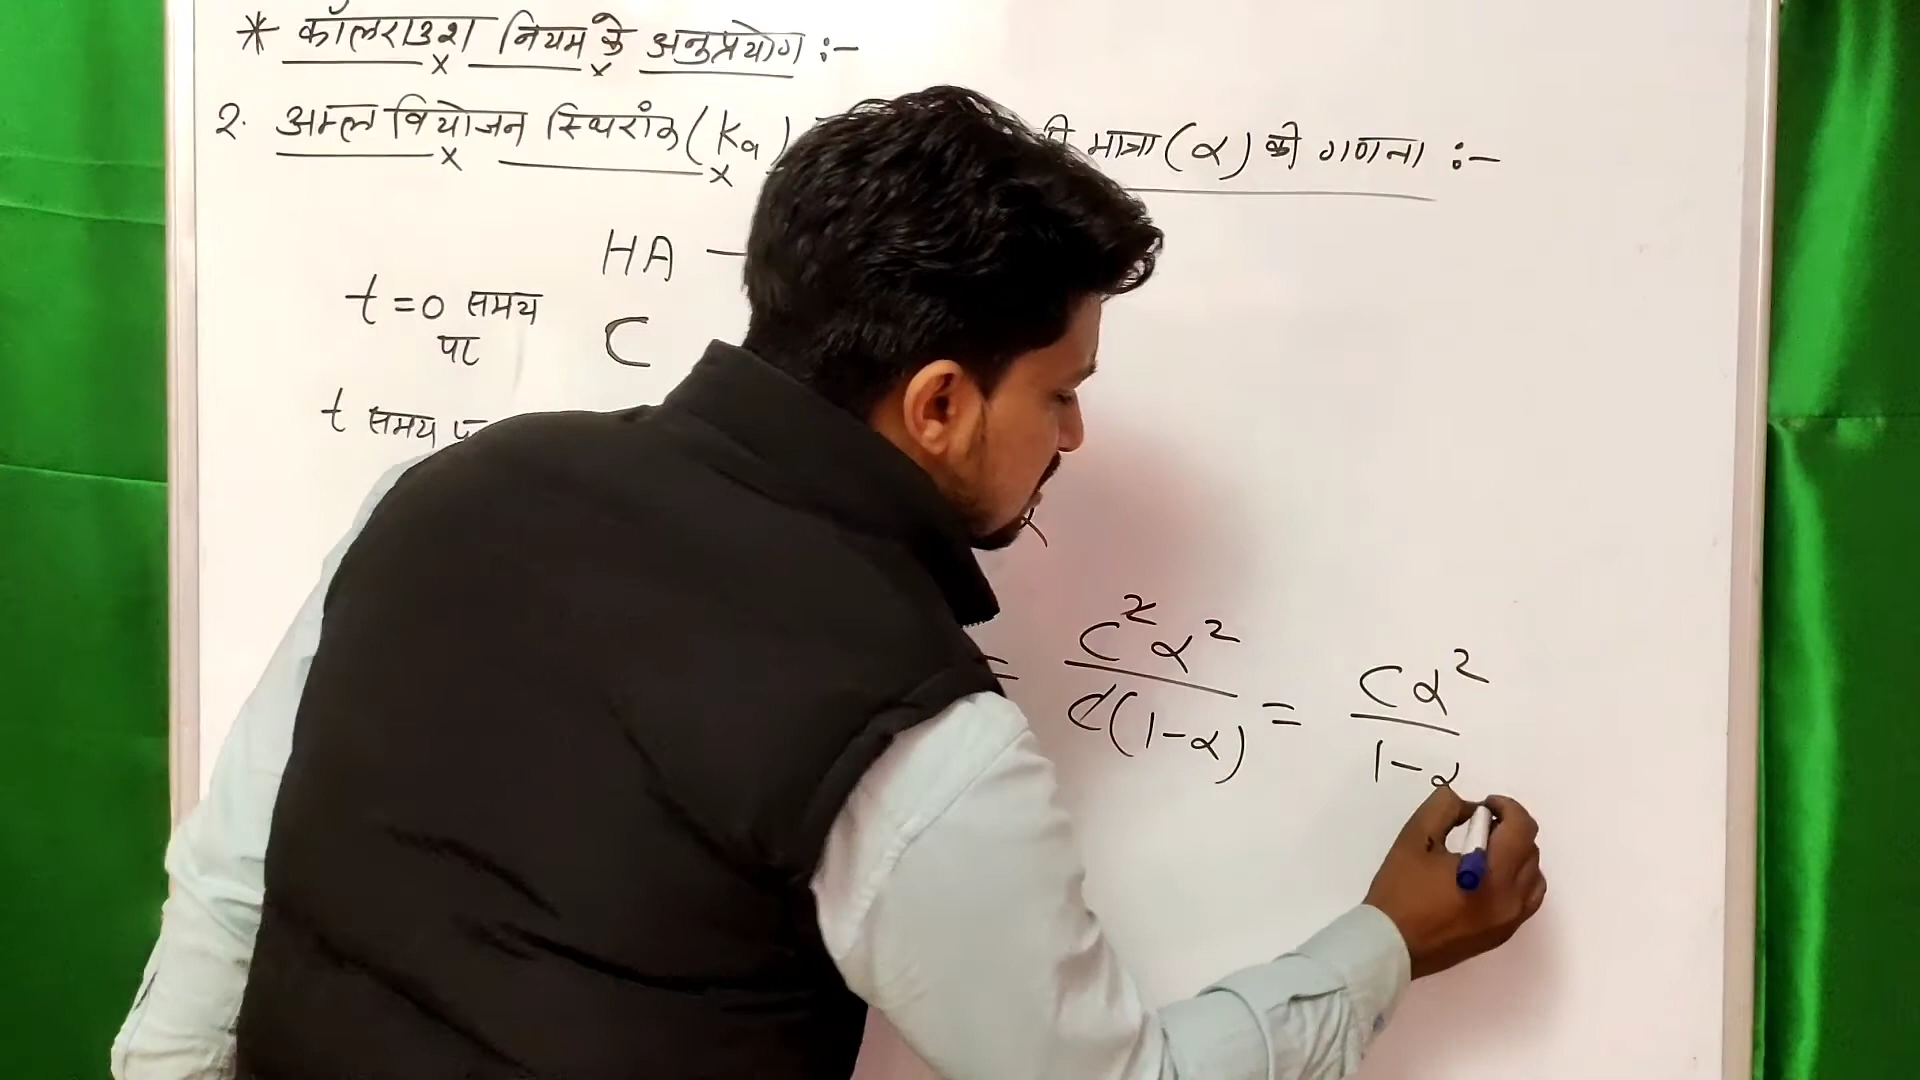 * कॉलराउश नियम के अनुप्रयोग :-
२. अम्ल वियोजन स्थिरांक (Ka) मात्रा (α) की गणना :-
HA —
t = 0 समय
पर
C
t समय
α
= C²α² / C(1-α) = Cα² / 1-α